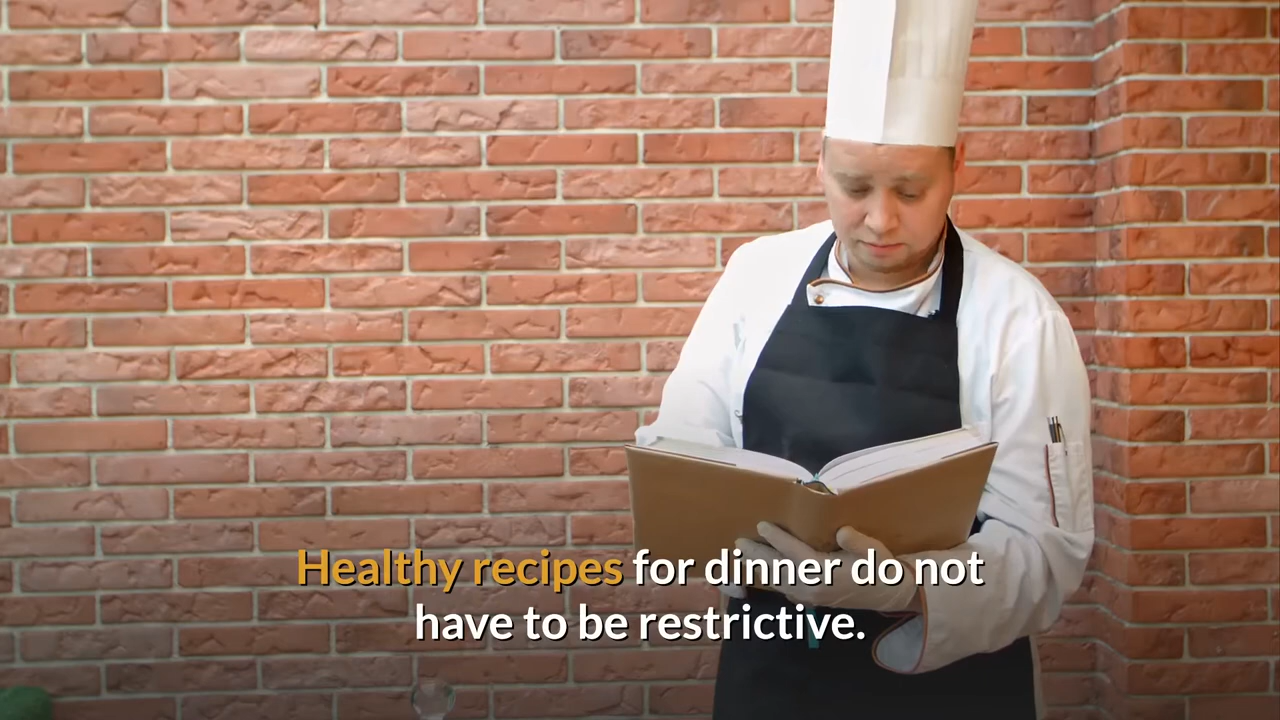 Healthy recipes for dinner do not
have to be restrictive.